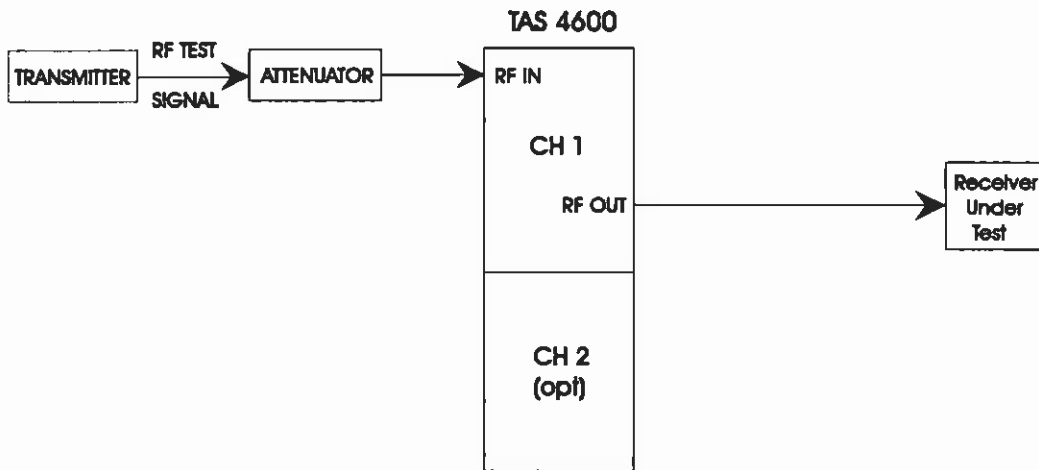 TAS 4600
RF TEST
TRANSMITTER
SIGNAL
ATTENUATOR
RF IN
CH 1
RF OUT
Receiver
Under
Test
CH 2
(opt)